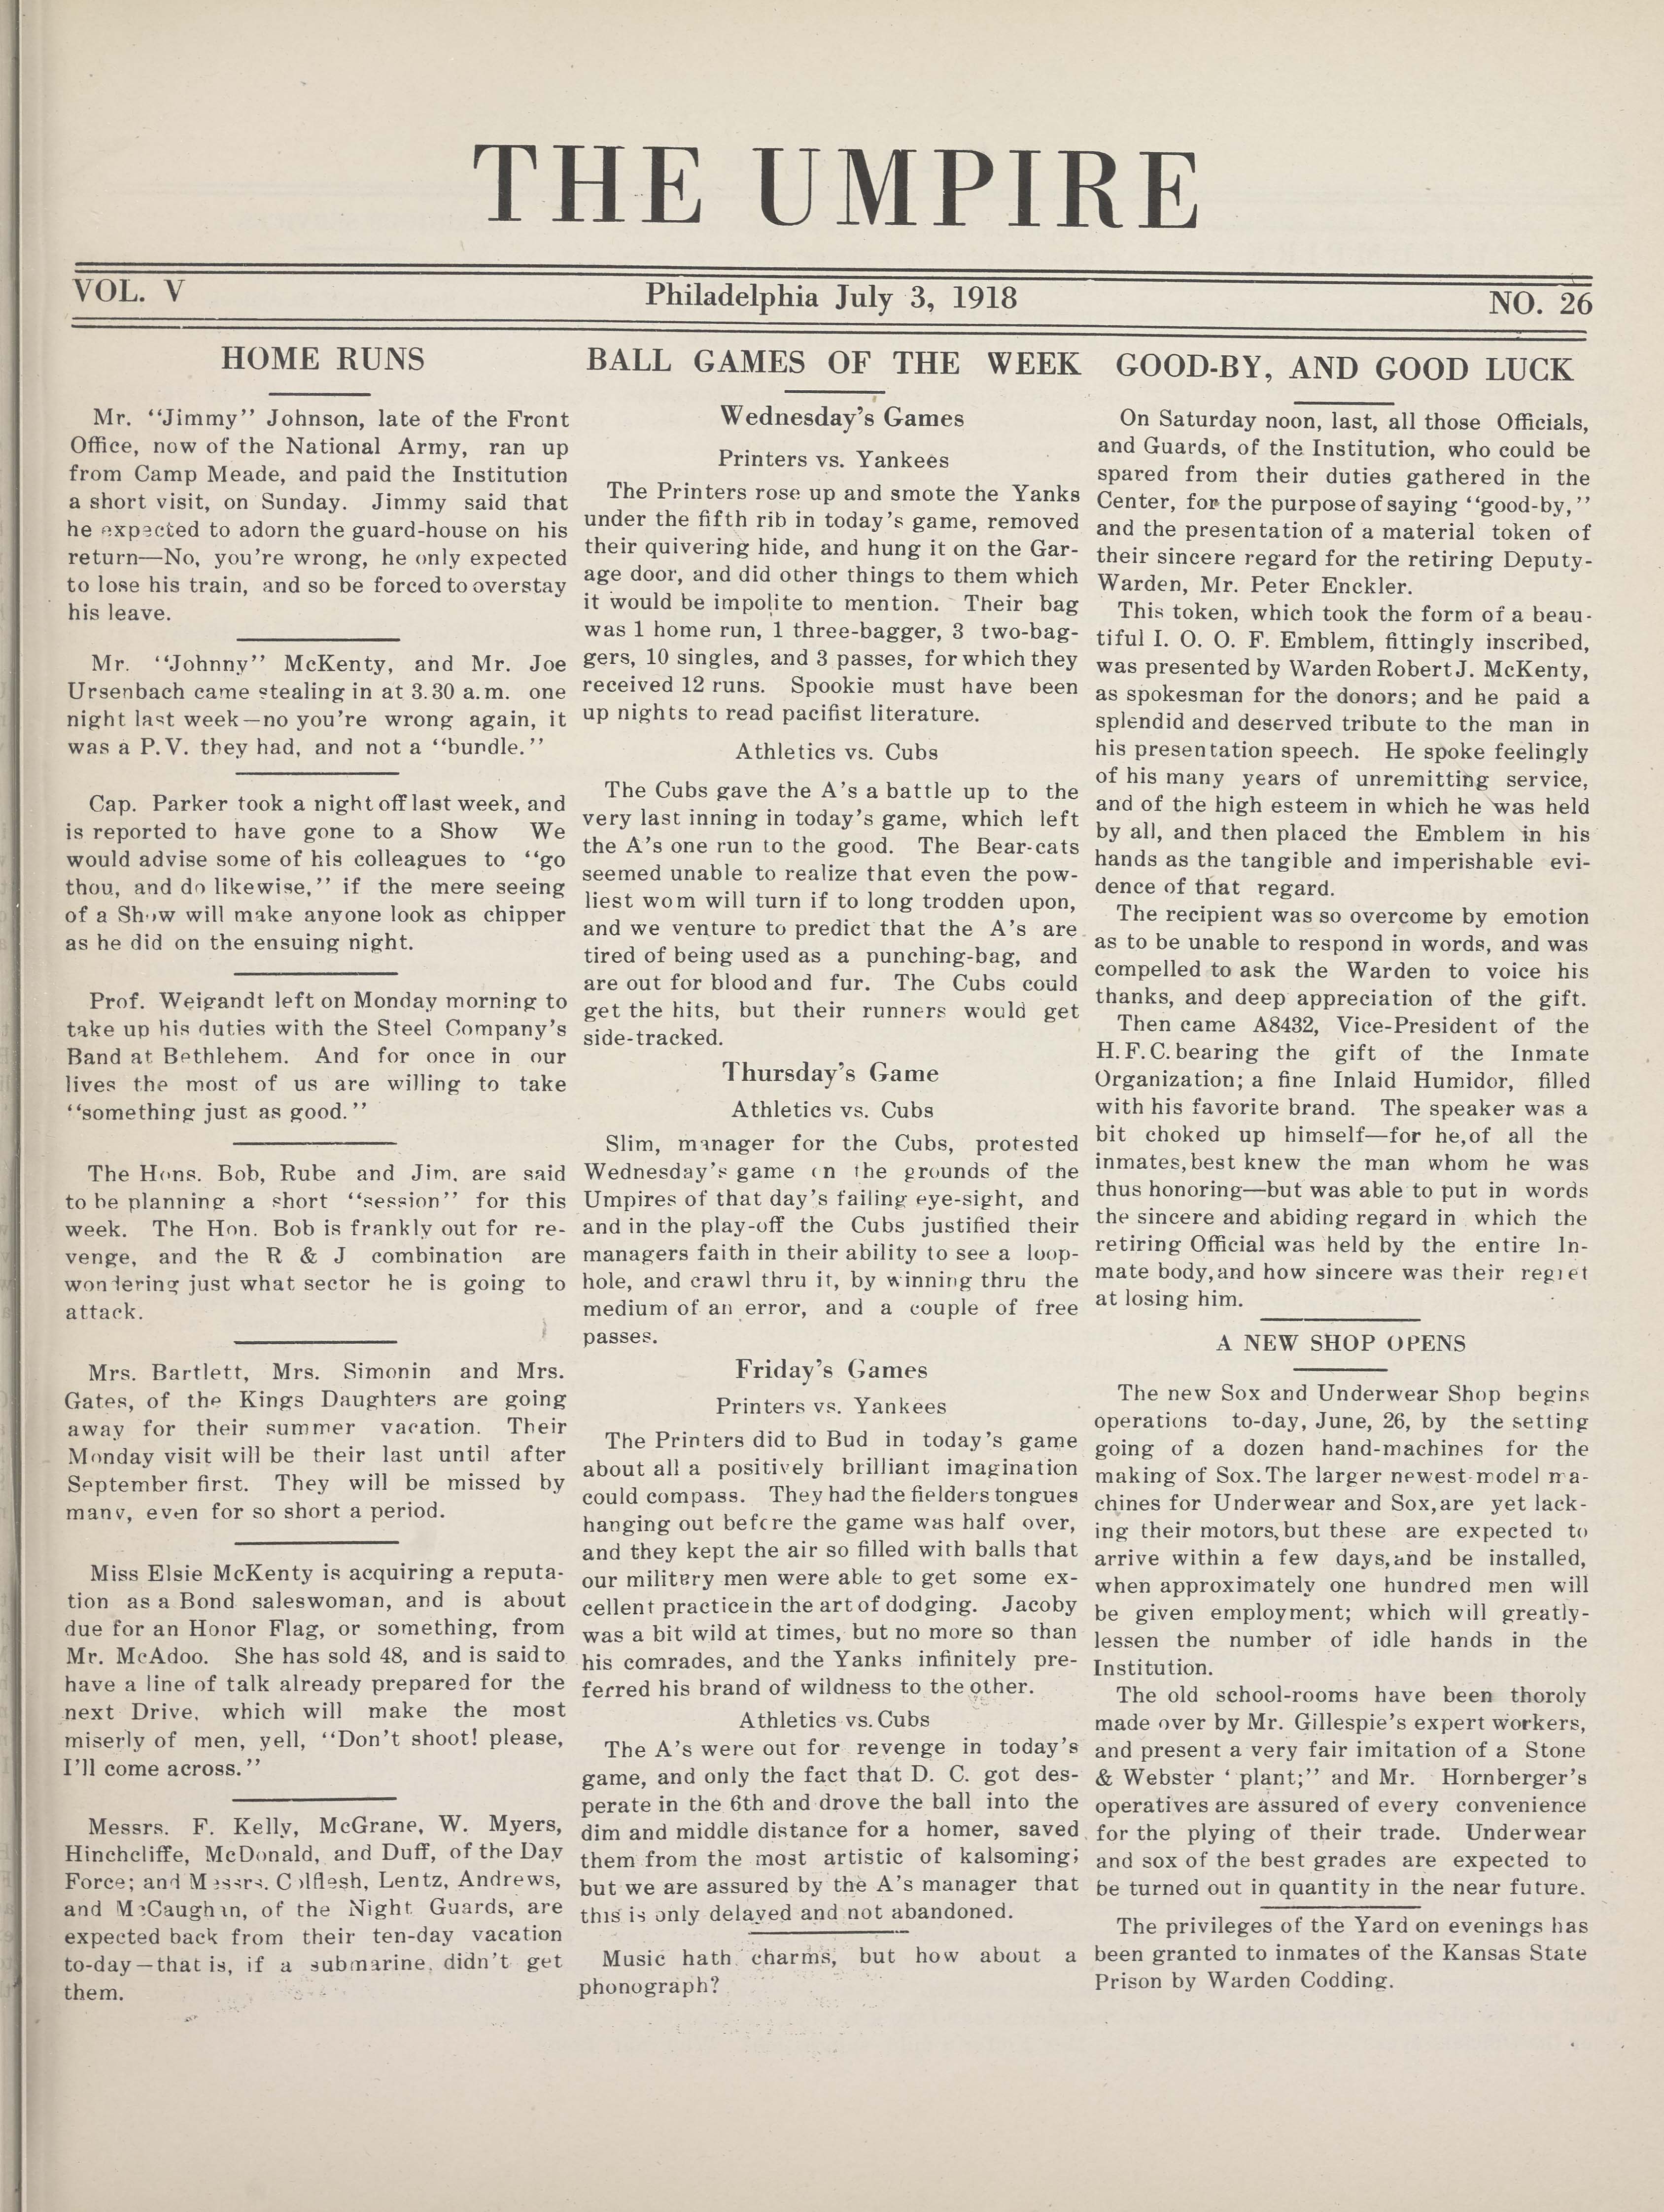 THE UMPIRE
VOL. V
Philadelphia July 3, 1918
NO. 26
HOME RUNS
Mr. ‘‘Jimmy’’ Johnson, late of the Front
Office, now of the National Army, ran up
from Camp Meade, and paid the Institution
a short visit, on Sunday. Jimmy said that
he expected to adorn the guard-house on his
return—No, you’re wrong, he only expected
to lose his train, and so be forced to overstay
his leave.
Mr. ‘‘Johnny’’ McKenty, and Mr. Joe
Ursenbach came stealing in at 3.30 a.m. one
night last week—no you’re wrong again, it
was a P.V. they had, and not a ‘‘bundle.’’
Cap. Parker took a night off last week, and
is reported to have gone to a Show We
would advise some of his colleagues to ‘‘go
thou, and do likewise,’’ if the mere seeing
of a Show will make anyone look as chipper
as he did on the ensuing night.
Prof. Weigandt left on Monday morning to
take up his duties with the Steel Company’s
Band at Bethlehem. And for once in our
lives the most of us are willing to take
‘‘something just as good.’’
The Hons. Bob, Rube and Jim. are said
to be planning a short ‘‘session’’ for this
week. The Hon. Bob is frankly out for re-
venge, and the R & J combination are
wondering just what sector he is going to
attack.
Mrs. Bartlett, Mrs. Simonin and Mrs.
Gates, of the Kings Daughters are going
away for their summer vacation. Their
Monday visit will be their last until after
September first. They will be missed by
many, even for so short a period.
Miss Elsie McKenty is acquiring a reputa-
tion as a Bond saleswoman, and is about
due for an Honor Flag, or something, from
Mr. McAdoo. She has sold 48, and is said to
have a line of talk already prepared for the
next Drive, which will make the most
miserly of men, yell, ‘‘Don’t shoot! please,
I’ll come across.’’
Messrs. F. Kelly, McGrane, W. Myers,
Hinchcliffe, McDonald, and Duff, of the Day
Force; and Messrs. Colflesh, Lentz, Andrews,
and McCaughan, of the Night Guards, are
expected back from their ten-day vacation
to-day—that is, if a submarine didn’t get
them.
BALL GAMES OF THE WEEK
Wednesday’s Games
Printers vs. Yankees
The Printers rose up and smote the Yanks
under the fifth rib in today’s game, removed
their quivering hide, and hung it on the Gar-
age door, and did other things to them which
it would be impolite to mention. Their bag
was 1 home run, 1 three-bagger, 3 two-bag-
gers, 10 singles, and 3 passes, for which they
received 12 runs. Spookie must have been
up nights to read pacifist literature.
Athletics vs. Cubs
The Cubs gave the A’s a battle up to the
very last inning in today’s game, which left
the A’s one run to the good. The Bear-cats
seemed unable to realize that even the pow-
liest wom will turn if to long trodden upon,
and we venture to predict that the A’s are
tired of being used as a punching-bag, and
are out for blood and fur. The Cubs could
get the hits, but their runners would get
side-tracked.
Thursday’s Game
Athletics vs. Cubs
Slim, manager for the Cubs, protested
Wednesday’s game on the grounds of the
Umpires of that day’s failing eye-sight, and
and in the play-off the Cubs justified their
managers faith in their ability to see a loop-
hole, and crawl thru it, by winning thru the
medium of an error, and a couple of free
passes.
Friday’s Games
Printers vs. Yankees
The Printers did to Bud in today’s game
about all a positively brilliant imagination
could compass. They had the fielders tongues
hanging out before the game was half over,
and they kept the air so filled with balls that
our military men were able to get some ex-
cellent practice in the art of dodging. Jacoby
was a bit wild at times, but no more so than
his comrades, and the Yanks infinitely pre-
ferred his brand of wildness to the other.
Athletics vs. Cubs
The A’s were out for revenge in today’s
game, and only the fact that D. C. got des-
perate in the 6th and drove the ball into the
dim and middle distance for a homer, saved
them from the most artistic of kalsoming;
but we are assured by the A’s manager that
this is only delayed and not abandoned.
Music hath charms, but how about a
phonograph?
GOOD-BY, AND GOOD LUCK
On Saturday noon, last, all those Officials,
and Guards, of the Institution, who could be
spared from their duties gathered in the
Center, for the purpose of saying ‘‘good-by,’’
and the presentation of a material token of
their sincere regard for the retiring Deputy-
Warden, Mr. Peter Enckler.
This token, which took the form of a beau-
tiful I. O. O. F. Emblem, fittingly inscribed,
was presented by Warden Robert J. McKenty,
as spokesman for the donors; and he paid a
splendid and deserved tribute to the man in
his presentation speech. He spoke feelingly
of his many years of unremitting service,
and of the high esteem in which he was held
by all, and then placed the Emblem in his
hands as the tangible and imperishable evi-
dence of that regard.
The recipient was so overcome by emotion
as to be unable to respond in words, and was
compelled to ask the Warden to voice his
thanks, and deep appreciation of the gift.
Then came A8432, Vice-President of the
H. F. C. bearing the gift of the Inmate
Organization; a fine Inlaid Humidor, filled
with his favorite brand. The speaker was a
bit choked up himself—for he, of all the
inmates, best knew the man whom he was
thus honoring—but was able to put in words
the sincere and abiding regard in which the
retiring Official was held by the entire In-
mate body, and how sincere was their regret
at losing him.
A NEW SHOP OPENS
The new Sox and Underwear Shop begins
operations to-day, June, 26, by the setting
going of a dozen hand-machines for the
making of Sox. The larger newest-model ma-
chines for Underwear and Sox, are yet lack-
ing their motors, but these are expected to
arrive within a few days, and be installed,
when approximately one hundred men will
be given employment; which will greatly-
lessen the number of idle hands in the
Institution.
The old school-rooms have been thoroly
made over by Mr. Gillespie’s expert workers,
and present a very fair imitation of a Stone
& Webster ‘ plant;’’ and Mr. Hornberger’s
operatives are assured of every convenience
for the plying of their trade. Underwear
and sox of the best grades are expected to
be turned out in quantity in the near future.
The privileges of the Yard on evenings has
been granted to inmates of the Kansas State
Prison by Warden Codding.